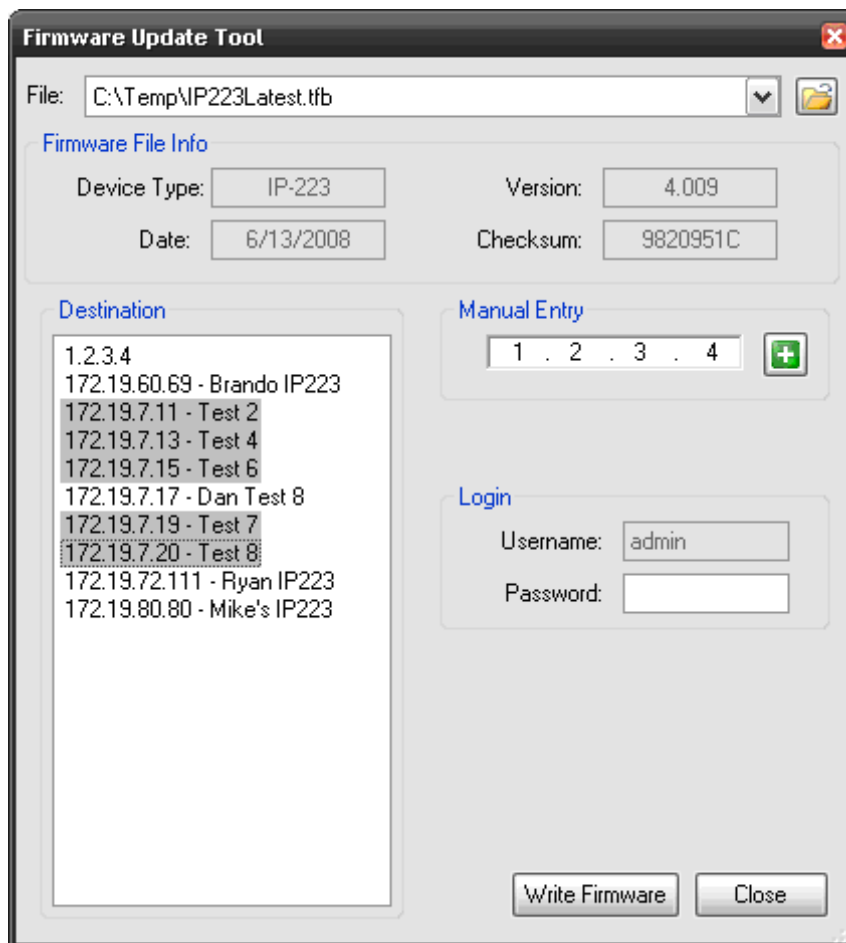 Firmware Update Tool
File: C:\Temp\IP223Latest.tfb
Firmware File Info
Device Type: IP-223 Version: 4.009
Date: 6/13/2008 Checksum: 9820951C
Destination
1.2.3.4
172.19.60.69 - Brando IP223
172.19.7.11 - Test 2
172.19.7.13 - Test 4
172.19.7.15 - Test 6
172.19.7.17 - Dan Test 8
172.19.7.19 - Test 7
172.19.7.20 - Test 8
172.19.72.111 - Ryan IP223
172.19.80.80 - Mike's IP223
Manual Entry
1 . 2 . 3 . 4
Login
Username: admin
Password:
Write Firmware Close